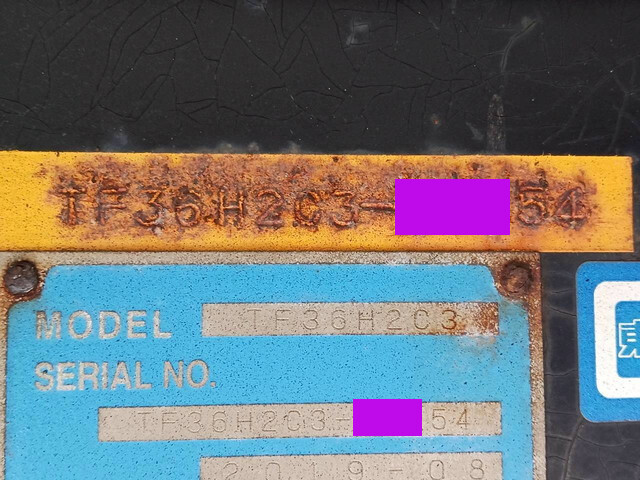 TF36H2C3-54
MODEL TF36H2C3
SERIAL NO.
TF36H2C3-54
2019-08